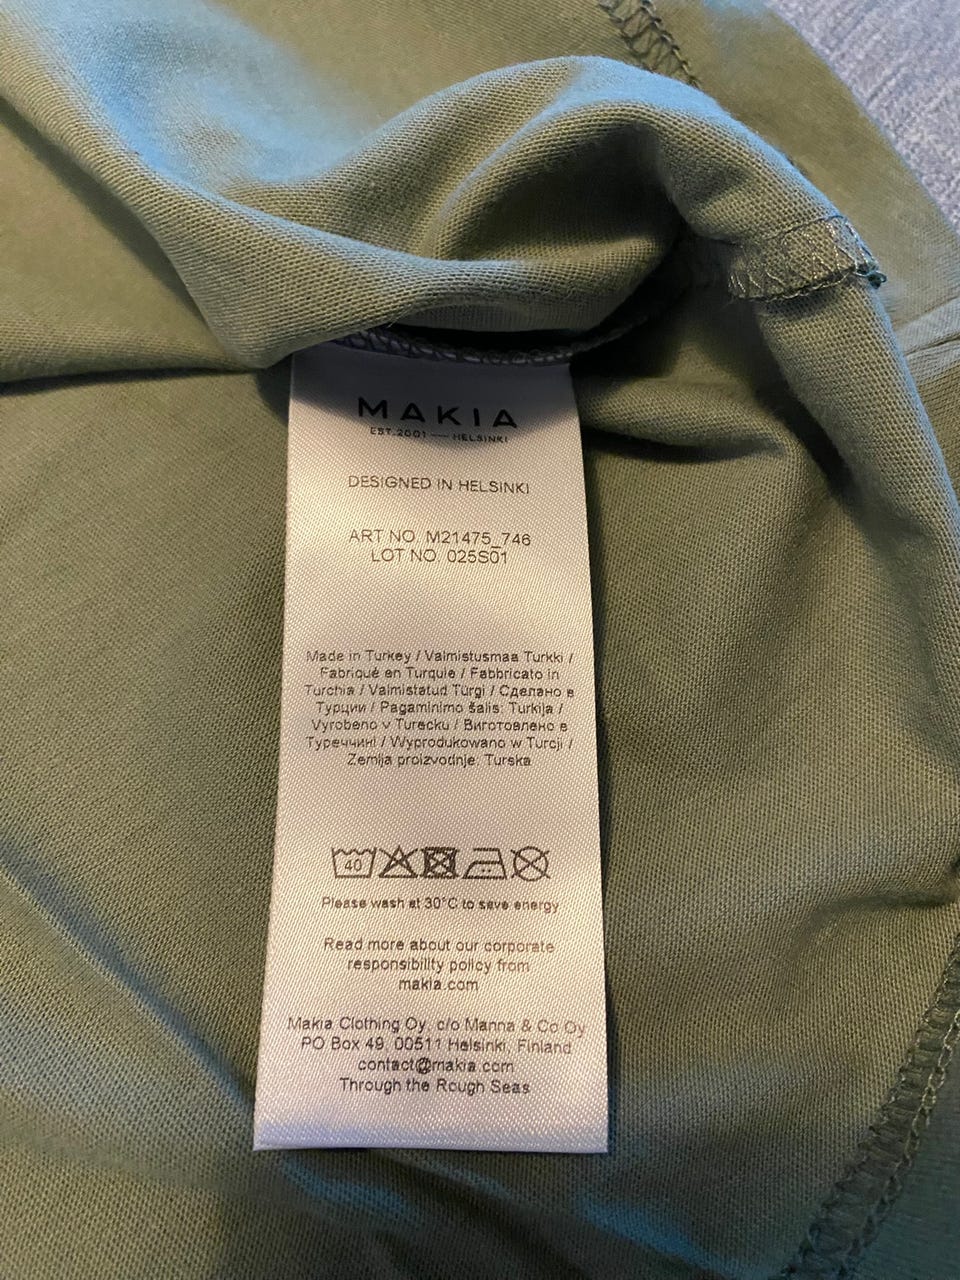 MAKIA
EST.2001 — HELSINKI
DESIGNED IN HELSINKI
ART NO. M21475_746
LOT NO. 025S01
Made in Turkey / Valmistusmaa Turkki /
Fabriqué en Turquie / Fabbricato in
Turchia / Valmistatud Türgi / Сделано в
Турции / Pagaminimo šalis: Turkija /
Vyrobeno v Turecku / Виготовлено в
Туреччині / Wyprodukowano w Turcji /
Zemlja proizvodnje: Turska
40
Please wash at 30°C to save energy
Read more about our corporate
responsibility policy from
makia.com
Makia Clothing Oy, c/o Manna & Co Oy
PO Box 49, 00511 Helsinki, Finland
contact@makia.com
Through the Rough Seas